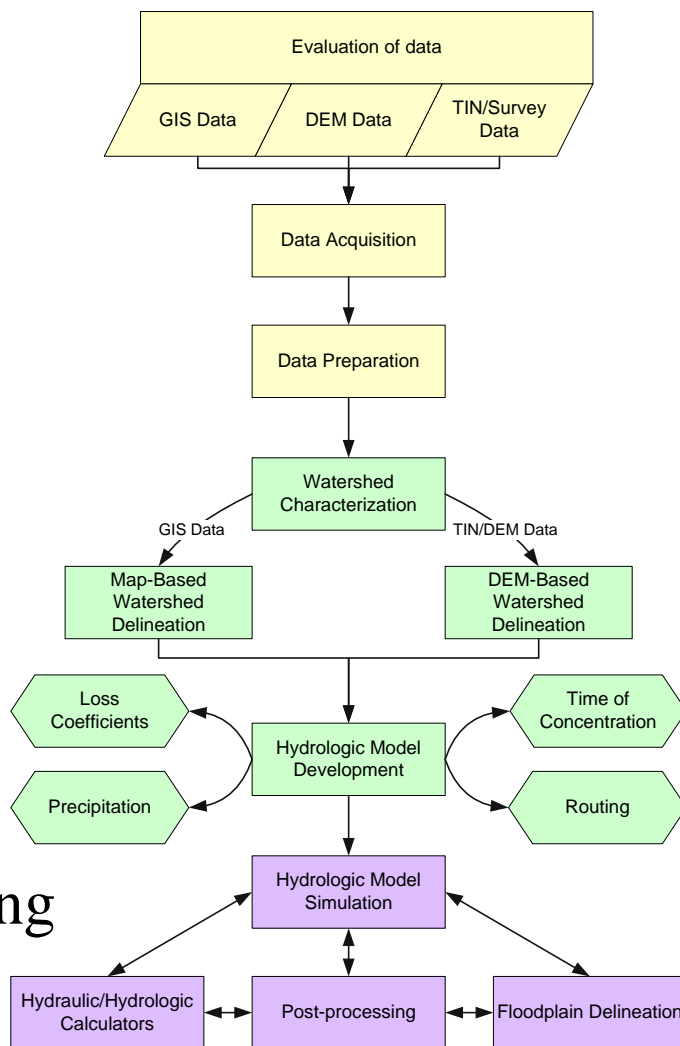 Evaluation of data
GIS Data
DEM Data
TIN/Survey
Data
Data Acquisition
Data Preparation
Watershed
Characterization
GIS Data
TIN/DEM Data
Map-Based
Watershed
Delineation
DEM-Based
Watershed
Delineation
Loss
Coefficients
Time of
Concentration
Hydrologic Model
Development
Precipitation
Routing
Hydrologic Model
Simulation
ng
Hydraulic/Hydrologic
Calculators
Post-processing
Floodplain Delineation